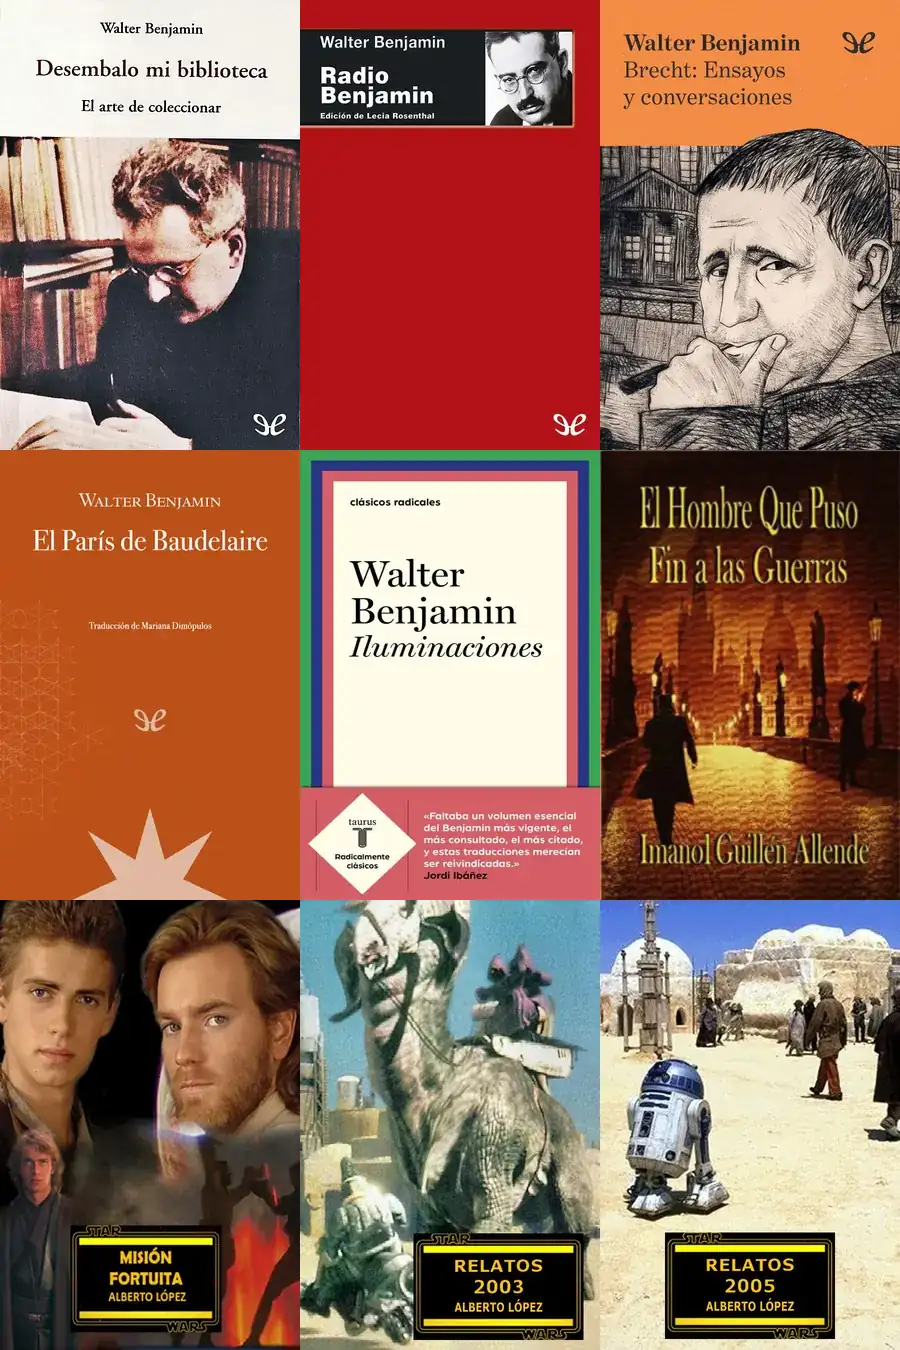 Walter Benjamin
Desembalo mi biblioteca
El arte de coleccionar
Walter Benjamin
Radio
Benjamin
Edición de Lecia Rosenthal
Walter Benjamin
Brecht: Ensayos
y conversaciones
WALTER BENJAMIN
El París de Baudelaire
Traducción de Mariana Dimópulos
clásicos radicales
Walter
Benjamin
Iluminaciones
taurus
T
Radicalmente
clásicos
«Faltaba un volumen esencial
del Benjamin más vigente, el
más consultado, el más citado,
y estas traducciones merecían
ser reivindicadas.»
Jordi Ibáñez
El Hombre Que Puso
Fin a las Guerras
Imanol Guillén Allende
STAR
MISIÓN
FORTUITA
ALBERTO LÓPEZ
WARS
STAR
RELATOS
2003
ALBERTO LÓPEZ
WARS
STAR
RELATOS
2005
ALBERTO LÓPEZ
WARS